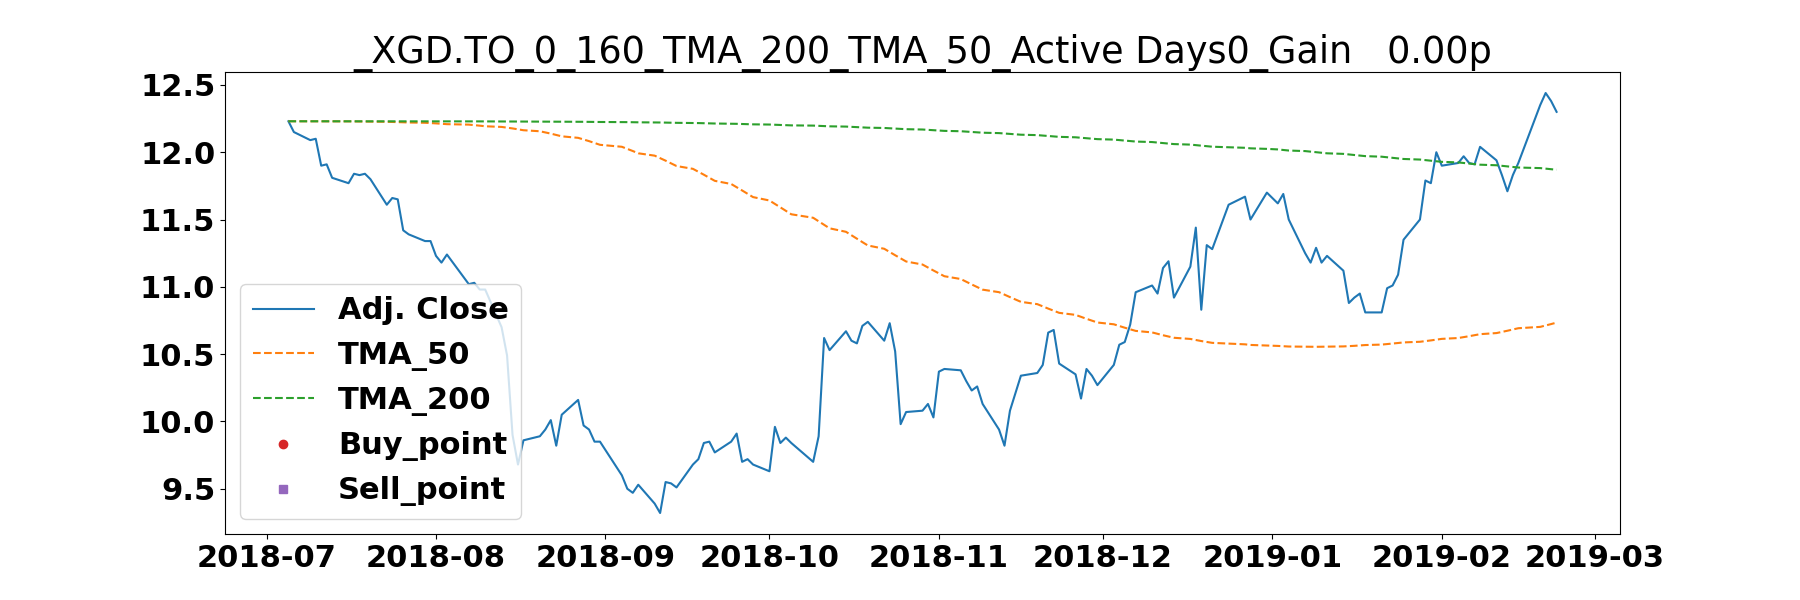 _XGD.TO_0_160_TMA_200_TMA_50_Active Days0_Gain   0.00p
12.5
12.0
11.5
11.0
10.5
10.0
9.5
Adj. Close
TMA_50
TMA_200
Buy_point
Sell_point
2018-07 2018-08 2018-09 2018-10 2018-11 2018-12 2019-01 2019-02 2019-03